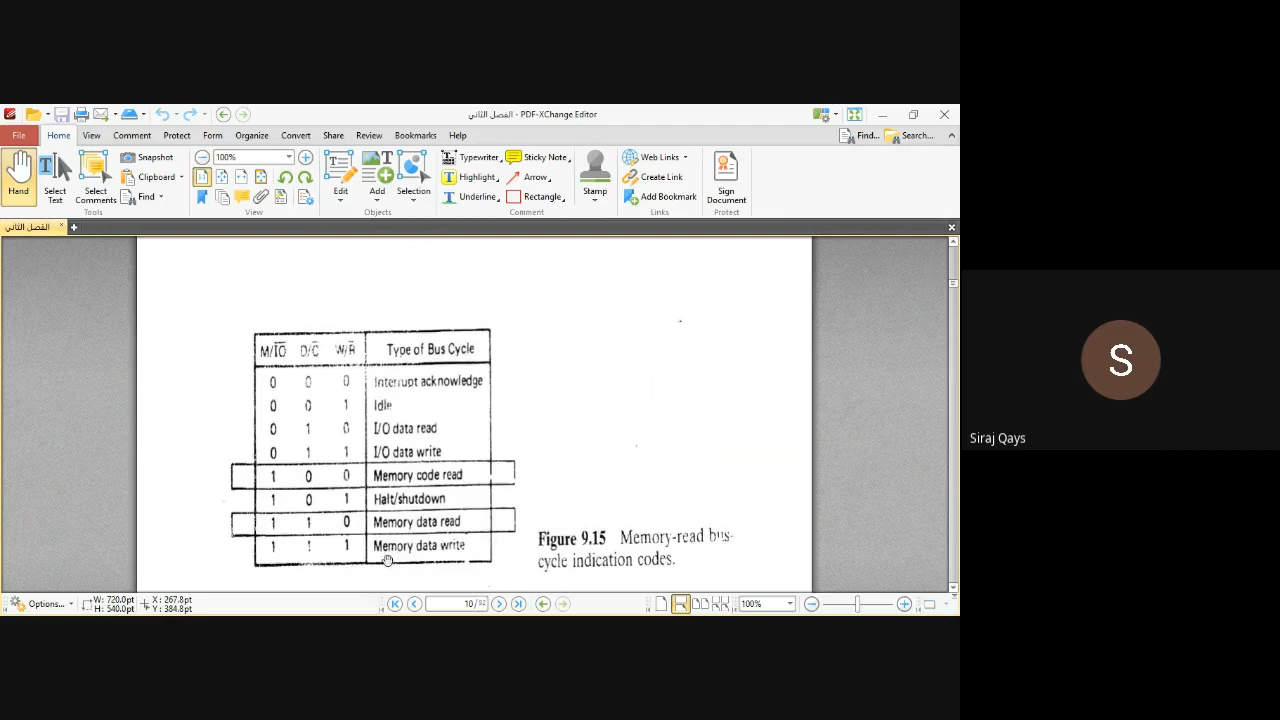 الفصل الثاني - PDF-XChange Editor
File Home View Comment Protect Form Organize Convert Share Review Bookmarks Help Find... Search...
Hand
Select Text
Select Comments
Snapshot
Clipboard
Find
Tools
100%
View
Edit
Add
Selection
Objects
Typewriter
Highlight
Underline
Sticky Note
Arrow
Rectangle
Comment
Stamp
Web Links
Create Link
Add Bookmark
Links
Sign Document
Protect
الفصل الثاني
M/I̅O̅ D/C̅ W/R̅ Type of Bus Cycle
0 0 0 Interrupt acknowledge
0 0 1 Idle
0 1 0 I/O data read
0 1 1 I/O data write
1 0 0 Memory code read
1 0 1 Halt/shutdown
1 1 0 Memory data read
1 1 1 Memory data write
Figure 9.15 Memory-read bus-
cycle indication codes.
Options...
W: 720.0pt
H: 540.0pt
X: 267.8pt
Y: 384.8pt
10/92
100%
S
Siraj Qays